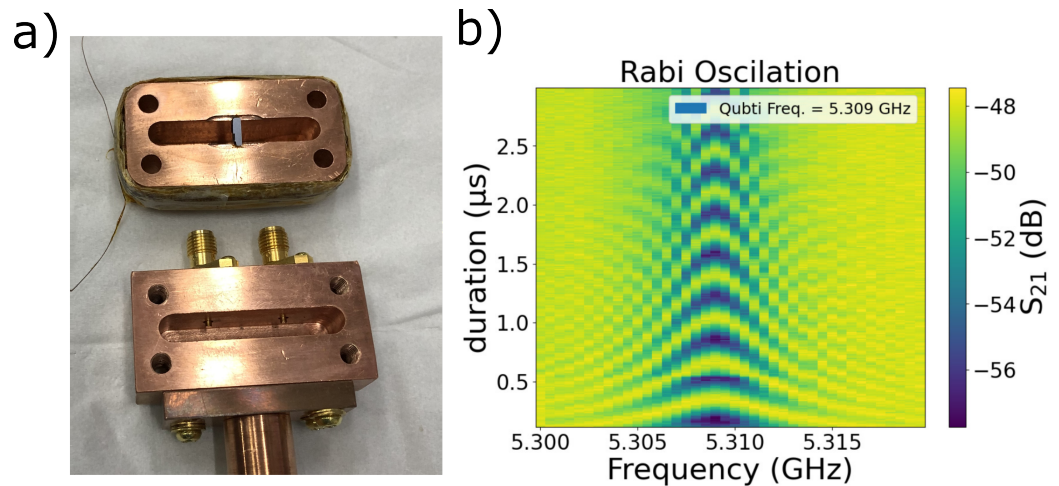 a)
b)
Rabi Oscilation
Qubti Freq. = 5.309 GHz
duration (μs)
2.5
2.0
1.5
1.0
0.5
5.300 5.305 5.310 5.315
Frequency (GHz)
−48
−50
−52
−54
−56
S₂₁ (dB)